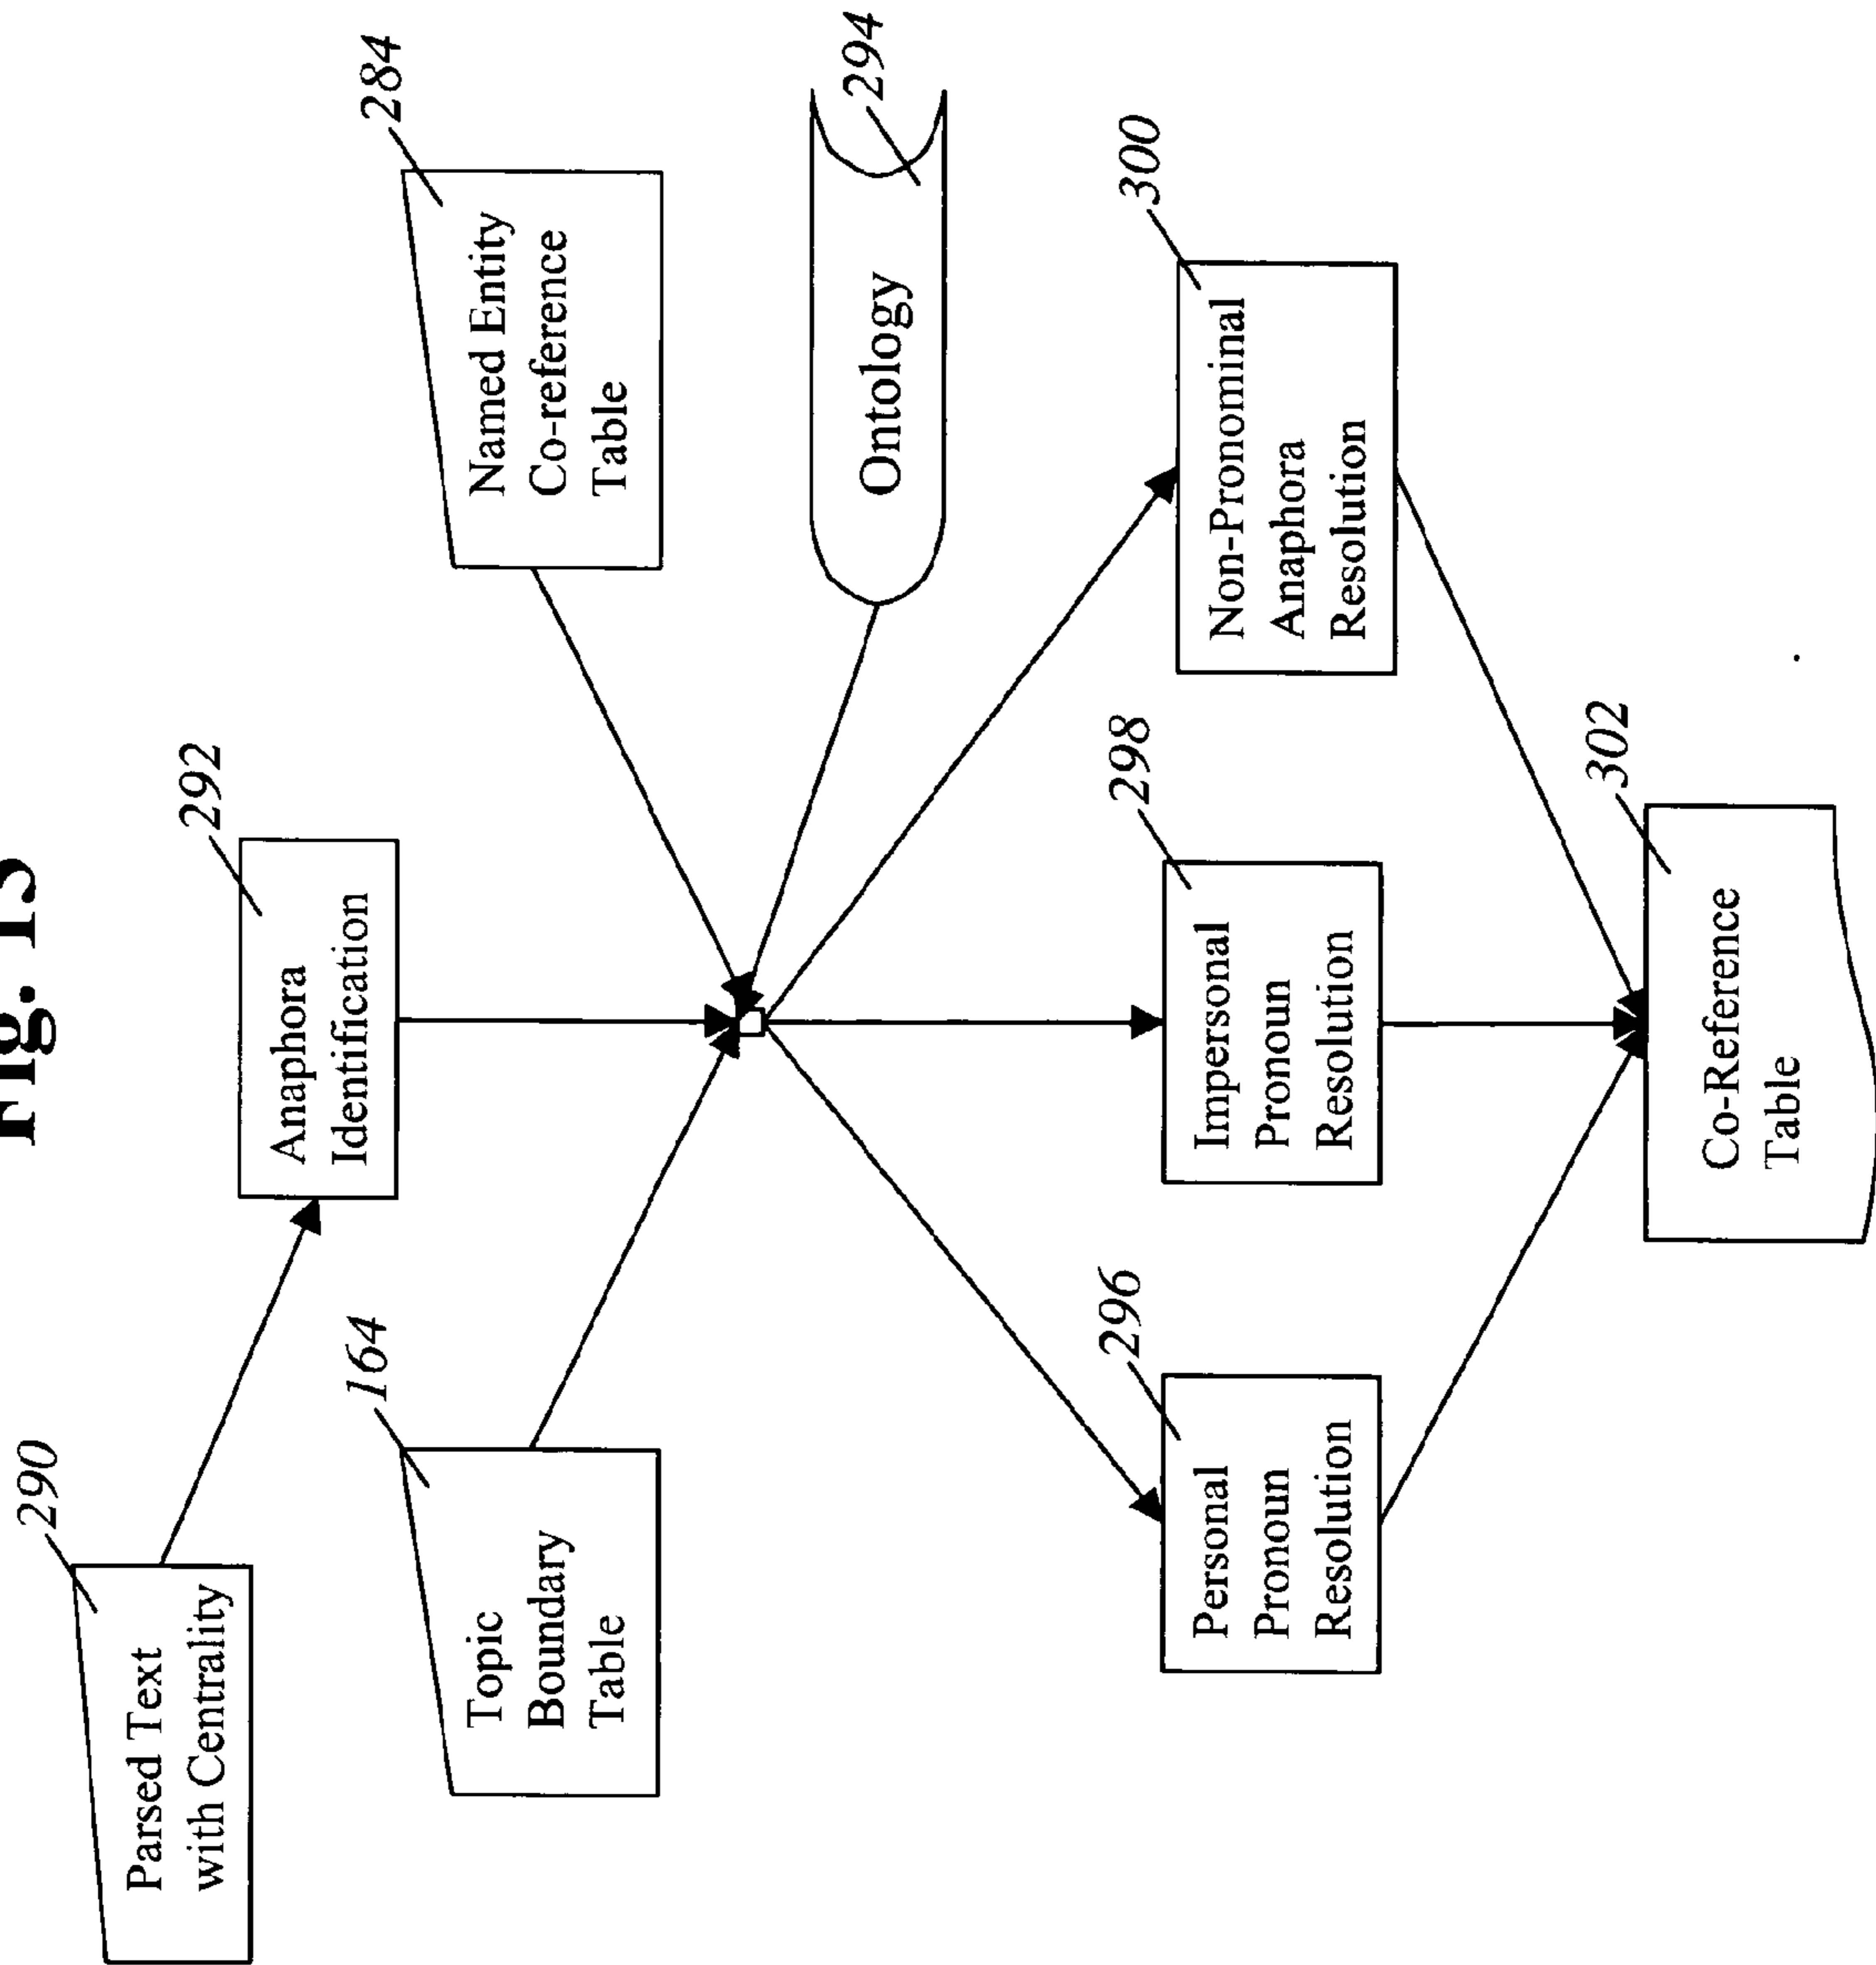 Fig.
290
Parsed Text
with Centrality
292
Anaphora
Identification
164
Topic
Boundary
Table
284
Named Entity
Co-reference
Table
294
Ontology
296
Personal
Pronoun
Resolution
298
Impersonal
Pronoun
Resolution
300
Non-Pronominal
Anaphora
Resolution
302
Co-Reference
Table